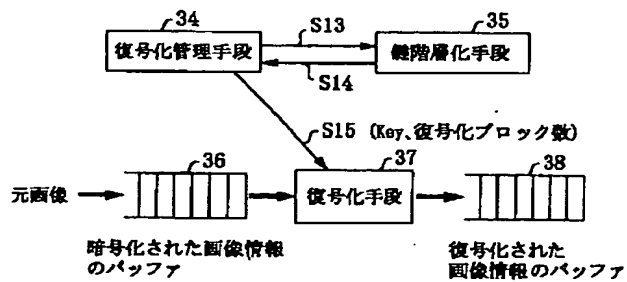 34
35
復号化管理手段
S13
S14
鍵階層化手段
S15 (Key、復号化ブロック数)
36
37
38
元画像
復号化手段
暗号化された画像情報
のバッファ
復号化された
画像情報のバッファ